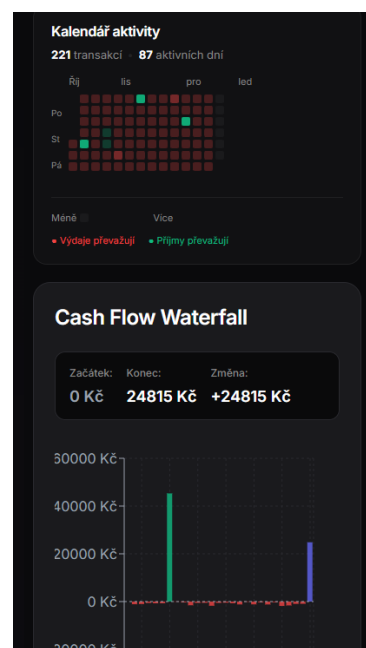 Kalendář aktivity
221 transakcí • 87 aktivních dní
Říj lis pro led
Po
St
Pá
Méně Více
• Výdaje převažují • Příjmy převažují
Cash Flow Waterfall
Začátek: Konec: Změna:
0 Kč 24815 Kč +24815 Kč
60000 Kč
40000 Kč
20000 Kč
0 Kč